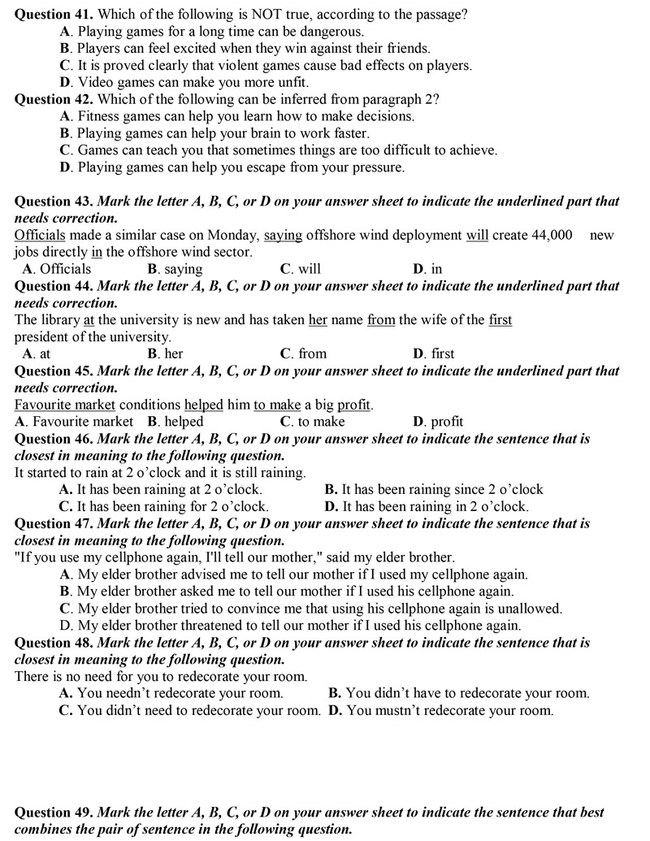 Question 41. Which of the following is NOT true, according to the passage?
A. Playing games for a long time can be dangerous.
B. Players can feel excited when they win against their friends.
C. It is proved clearly that violent games cause bad effects on players.
D. Video games can make you more unfit.
Question 42. Which of the following can be inferred from paragraph 2?
A. Fitness games can help you learn how to make decisions.
B. Playing games can help your brain to work faster.
C. Games can teach you that sometimes things are too difficult to achieve.
D. Playing games can help you escape from your pressure.
Question 43. Mark the letter A, B, C, or D on your answer sheet to indicate the underlined part that
needs correction.
Officials made a similar case on Monday, saying offshore wind deployment will create 44,000 new
jobs directly in the offshore wind sector.
A. Officials B. saying C. will D. in
Question 44. Mark the letter A, B, C, or D on your answer sheet to indicate the underlined part that
needs correction.
The library at the university is new and has taken her name from the wife of the first
president of the university.
A. at B. her C. from D. first
Question 45. Mark the letter A, B, C, or D on your answer sheet to indicate the underlined part that
needs correction.
Favourite market conditions helped him to make a big profit.
A. Favourite market B. helped C. to make D. profit
Question 46. Mark the letter A, B, C, or D on your answer sheet to indicate the sentence that is
closest in meaning to the following question.
It started to rain at 2 o’clock and it is still raining.
A. It has been raining at 2 o’clock. B. It has been raining since 2 o’clock
C. It has been raining for 2 o’clock. D. It has been raining in 2 o’clock.
Question 47. Mark the letter A, B, C, or D on your answer sheet to indicate the sentence that is
closest in meaning to the following question.
"If you use my cellphone again, I'll tell our mother," said my elder brother.
A. My elder brother advised me to tell our mother if I used my cellphone again.
B. My elder brother asked me to tell our mother if I used his cellphone again.
C. My elder brother tried to convince me that using his cellphone again is unallowed.
D. My elder brother threatened to tell our mother if I used his cellphone again.
Question 48. Mark the letter A, B, C, or D on your answer sheet to indicate the sentence that is
closest in meaning to the following question.
There is no need for you to redecorate your room.
A. You needn’t redecorate your room. B. You didn’t have to redecorate your room.
C. You didn’t need to redecorate your room. D. You mustn’t redecorate your room.
Question 49. Mark the letter A, B, C, or D on your answer sheet to indicate the sentence that best
combines the pair of sentence in the following question.